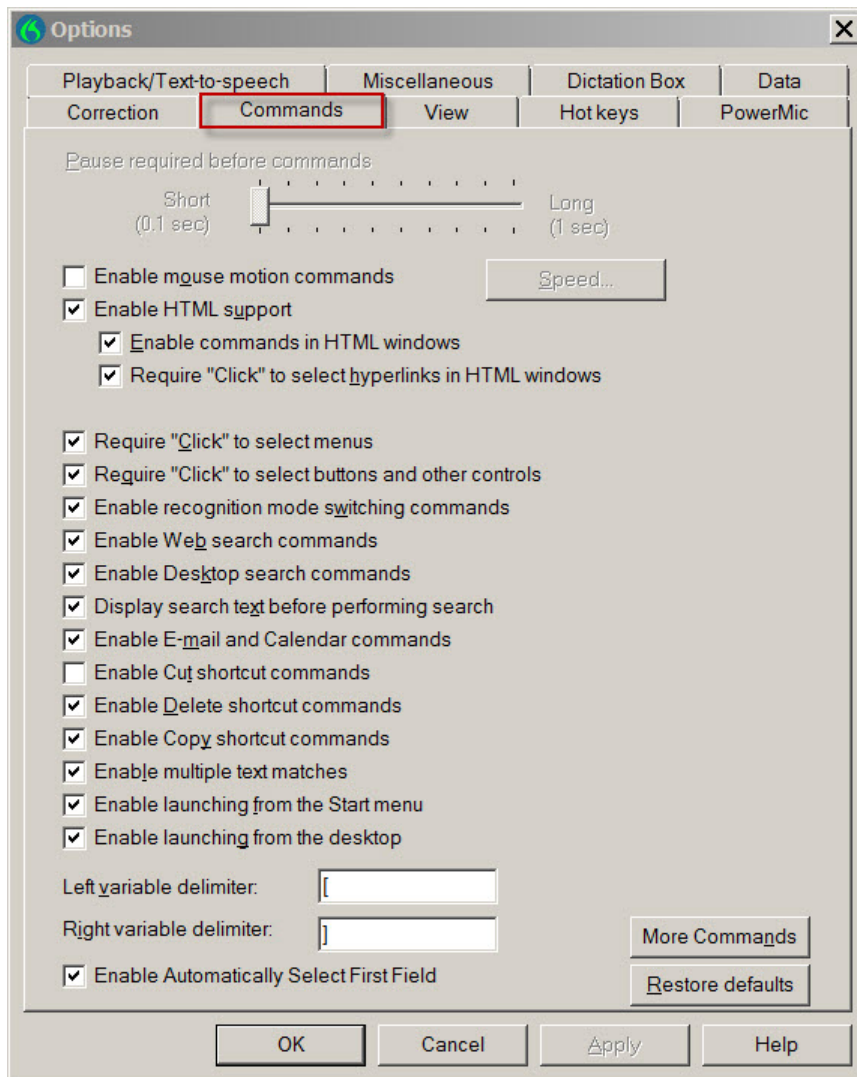 Options
Playback/Text-to-speech Miscellaneous Dictation Box Data
Correction Commands View Hot keys PowerMic
Pause required before commands
Short Long
(0.1 sec) (1 sec)
Enable mouse motion commands Speed...
Enable HTML support
Enable commands in HTML windows
Require "Click" to select hyperlinks in HTML windows
Require "Click" to select menus
Require "Click" to select buttons and other controls
Enable recognition mode switching commands
Enable Web search commands
Enable Desktop search commands
Display search text before performing search
Enable E-mail and Calendar commands
Enable Cut shortcut commands
Enable Delete shortcut commands
Enable Copy shortcut commands
Enable multiple text matches
Enable launching from the Start menu
Enable launching from the desktop
Left variable delimiter: [
Right variable delimiter: ]
More Commands
Enable Automatically Select First Field
Restore defaults
OK Cancel Apply Help